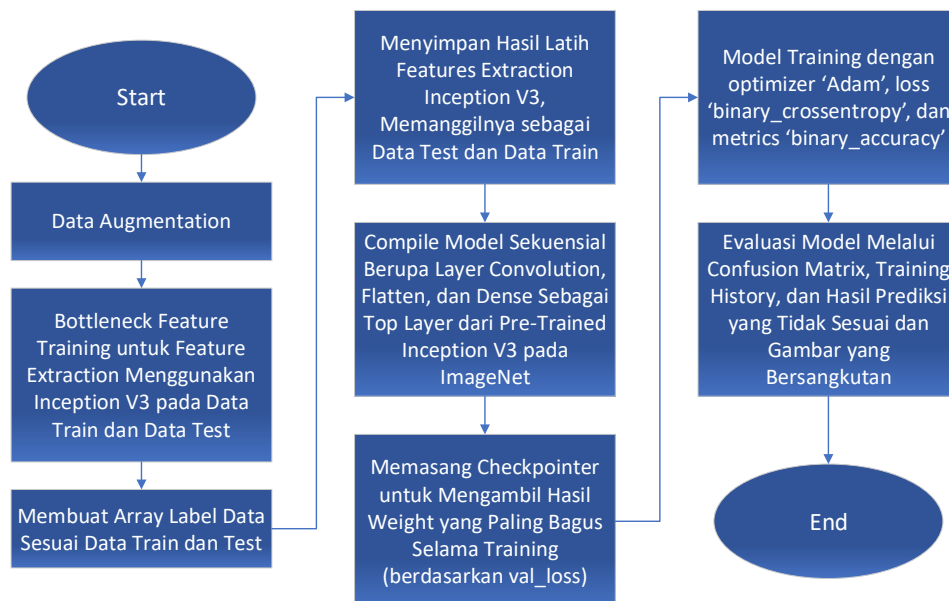 Start
Data Augmentation
Bottleneck Feature
Training untuk Feature
Extraction Menggunakan
Inception V3 pada Data
Train dan Data Test
Membuat Array Label Data
Sesuai Data Train dan Test
Menyimpan Hasil Latih
Features Extraction
Inception V3,
Memanggilnya sebagai
Data Test dan Data Train
Compile Model Sekuensial
Berupa Layer Convolution,
Flatten, dan Dense Sebagai
Top Layer dari Pre-Trained
Inception V3 pada
ImageNet
Memasang Checkpointer
untuk Mengambil Hasil
Weight yang Paling Bagus
Selama Training
(berdasarkan val_loss)
Model Training dengan
optimizer ‘Adam’, loss
‘binary_crossentropy’, dan
metrics ‘binary_accuracy’
Evaluasi Model Melalui
Confusion Matrix, Training
History, dan Hasil Prediksi
yang Tidak Sesuai dan
Gambar yang
Bersangkutan
End